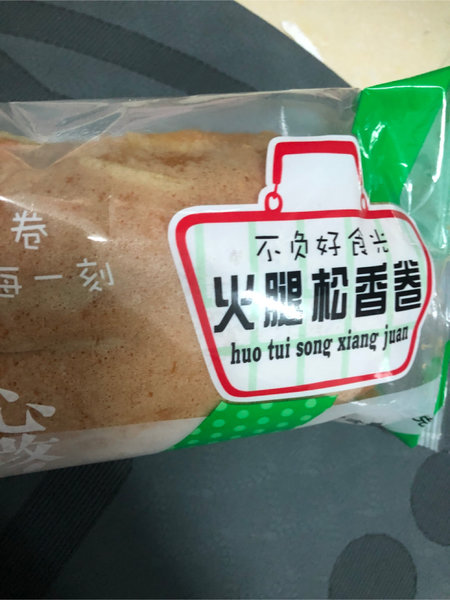 不负好食光
火腿松香卷
huo tui song xiang juan
卷
每一刻
心